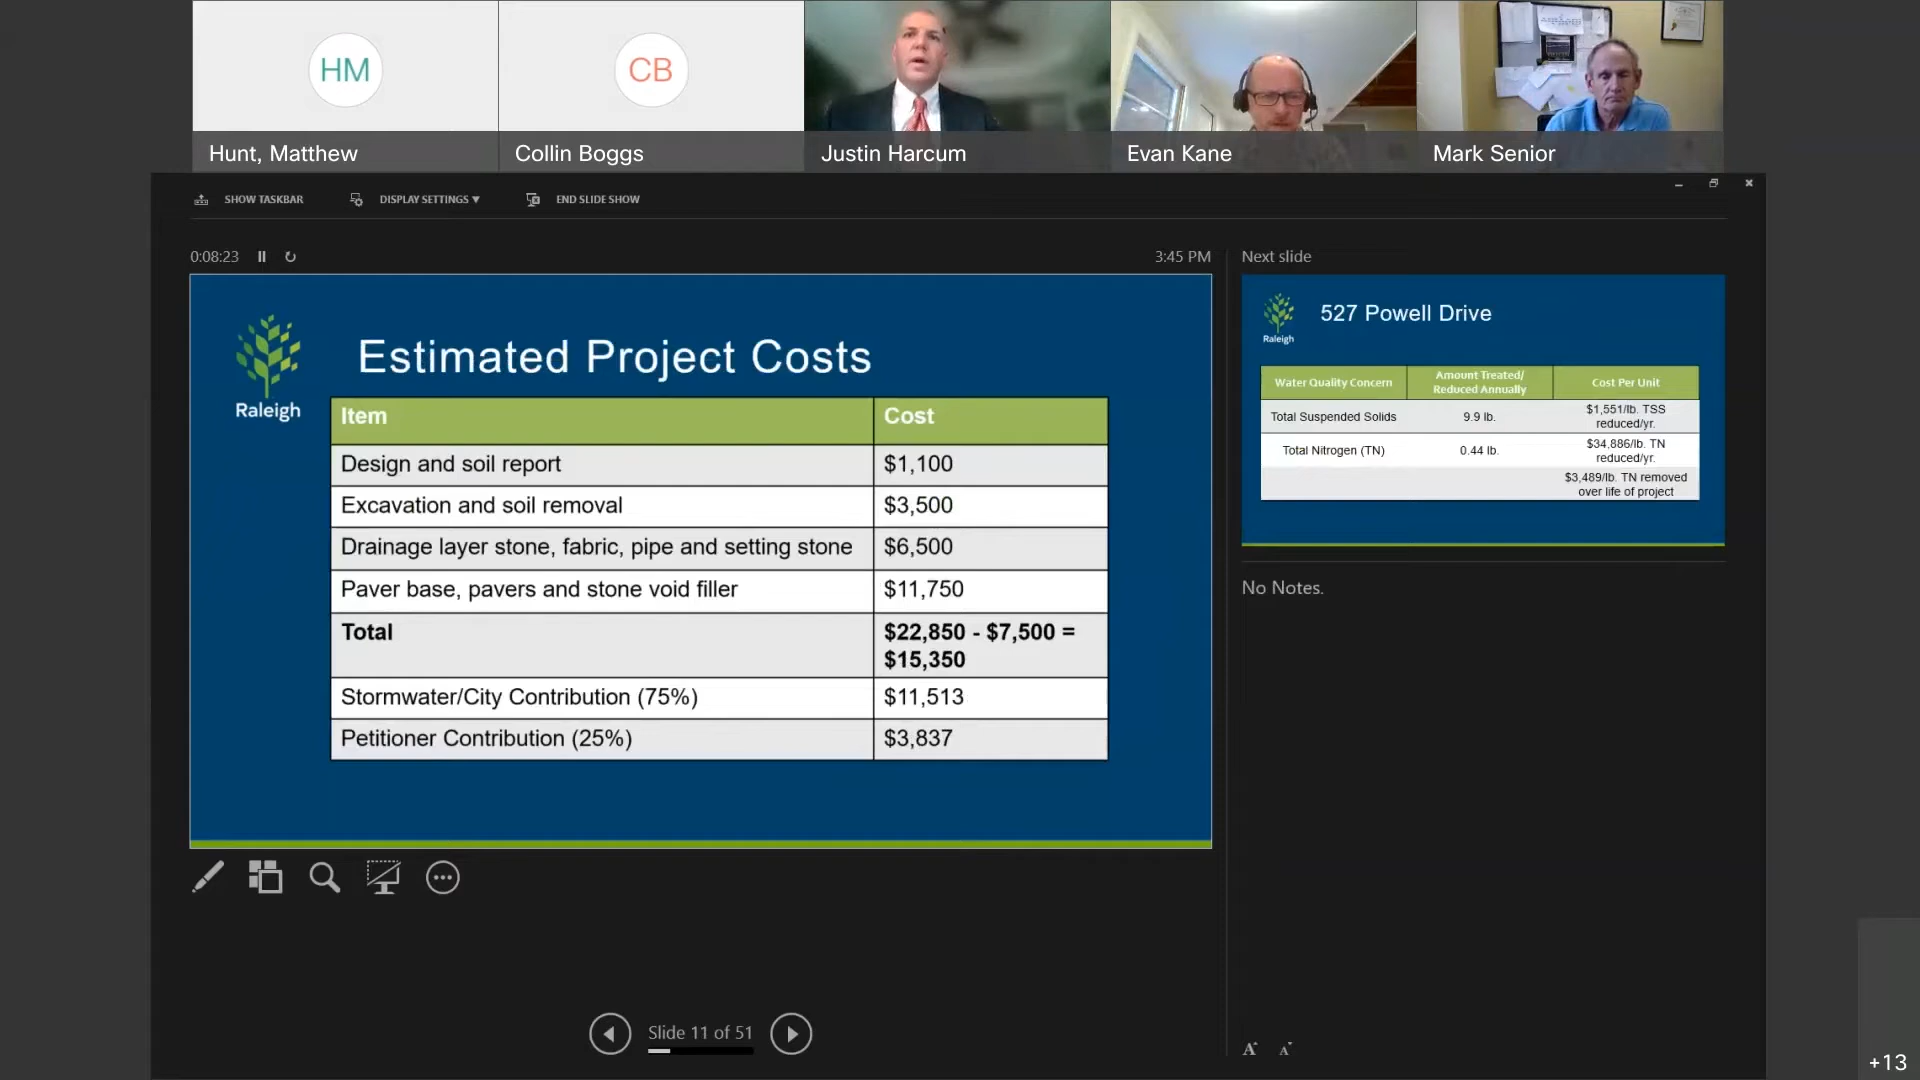 HM
CB
Hunt, Matthew
Collin Boggs
Justin Harcum
Evan Kane
Mark Senior
SHOW TASKBAR
DISPLAY SETTINGS ▾
END SLIDE SHOW
0:08:23
3:45 PM
Raleigh
Estimated Project Costs
Item Cost
Design and soil report $1,100
Excavation and soil removal $3,500
Drainage layer stone, fabric, pipe and setting stone $6,500
Paver base, pavers and stone void filler $11,750
Total $22,850 - $7,500 =
$15,350
Stormwater/City Contribution (75%) $11,513
Petitioner Contribution (25%) $3,837
Slide 11 of 51
Next slide
Raleigh
527 Powell Drive
Water Quality Concern Amount Treated/ Cost Per Unit
Reduced Annually
Total Suspended Solids 9.9 lb. $1,551/lb. TSS
reduced/yr.
Total Nitrogen (TN) 0.44 lb. $34,886/lb. TN
reduced/yr.
$3,489/lb. TN removed
over life of project
No Notes.
A A
+13